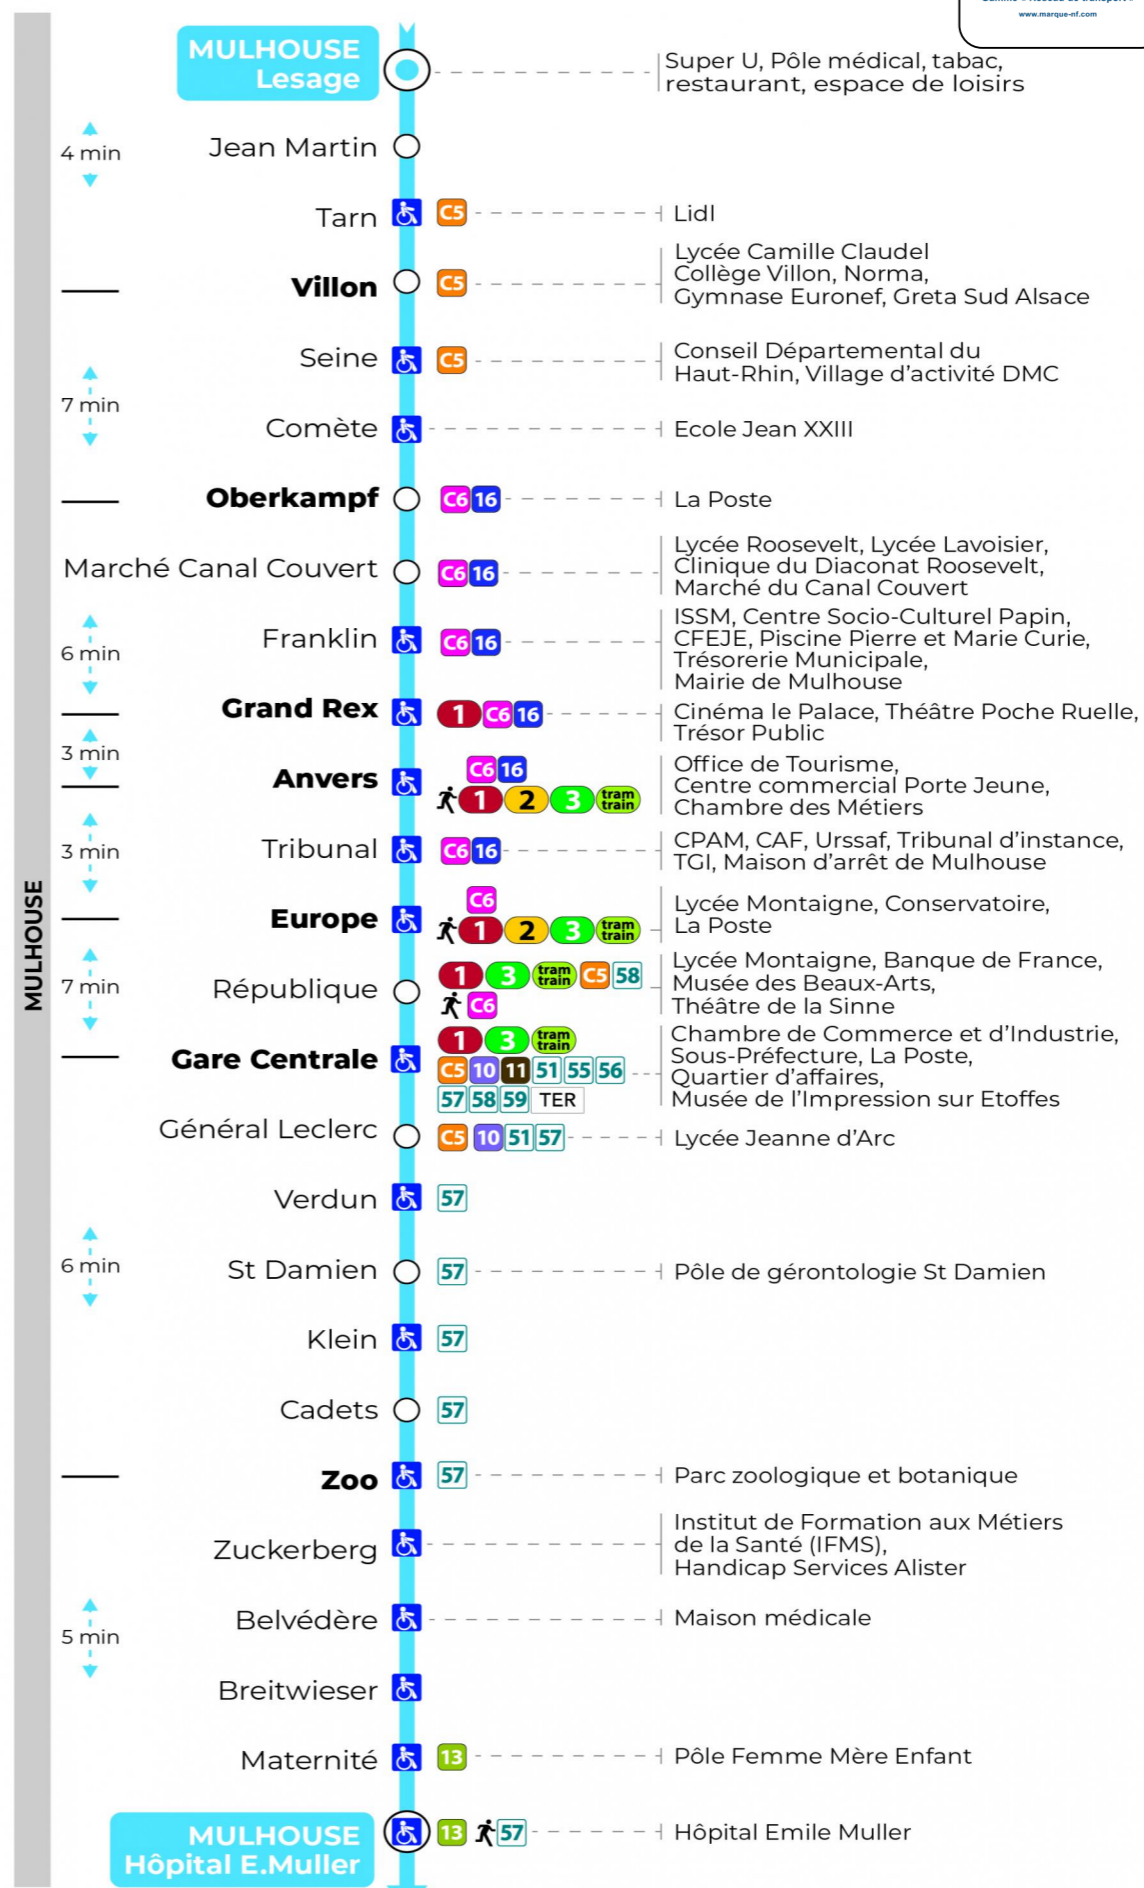 Gamme « Réseau de transport »
www.marque-nf.com
MULHOUSE
Lesage
Super U, Pôle médical, tabac,
restaurant, espace de loisirs
4 min
Jean Martin
Tarn C5 Lidl
Villon C5
Lycée Camille Claudel
Collège Villon, Norma,
Gymnase Euronef, Greta Sud Alsace
Seine C5
Conseil Départemental du
Haut-Rhin, Village d’activité DMC
7 min
Comète Ecole Jean XXIII
Oberkampf C6 16 La Poste
Marché Canal Couvert C6 16
Lycée Roosevelt, Lycée Lavoisier,
Clinique du Diaconat Roosevelt,
Marché du Canal Couvert
6 min
Franklin C6 16
ISSM, Centre Socio-Culturel Papin,
CFEJE, Piscine Pierre et Marie Curie,
Trésorerie Municipale,
Mairie de Mulhouse
Grand Rex 1 C6 16
Cinéma le Palace, Théâtre Poche Ruelle,
Trésor Public
3 min
Anvers
C6 16
1 2 3 tram train
Office de Tourisme,
Centre commercial Porte Jeune,
Chambre des Métiers
3 min
Tribunal C6 16
CPAM, CAF, Urssaf, Tribunal d’instance,
TGI, Maison d’arrêt de Mulhouse
MULHOUSE
Europe
C6
1 2 3 tram train
Lycée Montaigne, Conservatoire,
La Poste
7 min
République
1 3 tram train C5 58
C6
Lycée Montaigne, Banque de France,
Musée des Beaux-Arts,
Théâtre de la Sinne
Gare Centrale
1 3 tram train
C5 10 11 51 55 56
57 58 59 TER
Chambre de Commerce et d’Industrie,
Sous-Préfecture, La Poste,
Quartier d’affaires,
Musée de l’Impression sur Etoffes
Général Leclerc C5 10 51 57 Lycée Jeanne d’Arc
Verdun 57
6 min
St Damien 57 Pôle de gérontologie St Damien
Klein 57
Cadets 57
Zoo 57 Parc zoologique et botanique
Zuckerberg
Institut de Formation aux Métiers
de la Santé (IFMS),
Handicap Services Alister
5 min
Belvédère Maison médicale
Breitwieser
Maternité 13 Pôle Femme Mère Enfant
MULHOUSE
Hôpital E.Muller
13 57 Hôpital Emile Muller